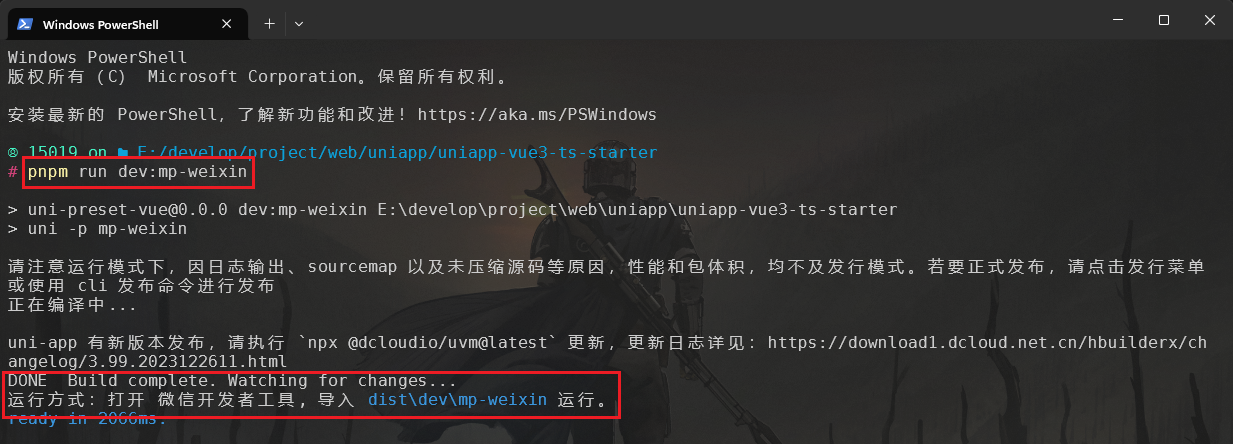 Windows PowerShell
Windows PowerShell
版权所有 (C) Microsoft Corporation。保留所有权利。
安装最新的 PowerShell，了解新功能和改进！https://aka.ms/PSWindows
@ 15019 on E:/develop/project/web/uniapp/uniapp-vue3-ts-starter
# pnpm run dev:mp-weixin
> uni-preset-vue@0.0.0 dev:mp-weixin E:\develop\project\web\uniapp\uniapp-vue3-ts-starter
> uni -p mp-weixin
请注意运行模式下，因日志输出、sourcemap 以及未压缩源码等原因，性能和包体积，均不及发行模式。若要正式发布，请点击发行菜单
或使用 cli 发布命令进行发布
正在编译中...
uni-app 有新版本发布，请执行 `npx @dcloudio/uvm@latest` 更新，更新日志详见：https://download1.dcloud.net.cn/hbuilderx/ch
angelog/3.99.2023122611.html
DONE  Build complete. Watching for changes...
运行方式：打开 微信开发者工具, 导入 dist\dev\mp-weixin 运行。
ready in 2066ms.